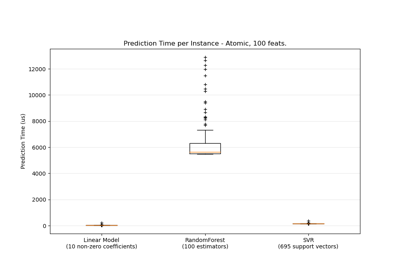 Prediction Time per Instance - Atomic, 100 feats.
12000
10000
8000
6000
4000
2000
0
Prediction Time (us)
Linear Model
(10 non-zero coefficients)
RandomForest
(100 estimators)
SVR
(695 support vectors)